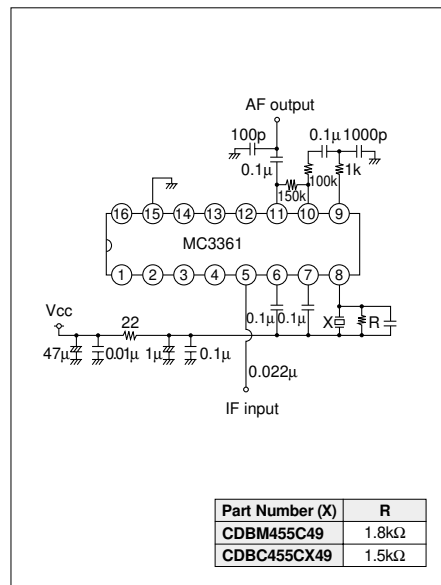 AF output
100p
0.1μ
1000p
0.1μ
100k
1k
150k
16 15 14 13 12 11 10 9
MC3361
1 2 3 4 5 6 7 8
Vcc
22
0.1μ 0.1μ
X
R
47μ
0.01μ
1μ
0.1μ
0.022μ
IF input
Part Number (X) R
CDBM455C49 1.8kΩ
CDBC455CX49 1.5kΩ